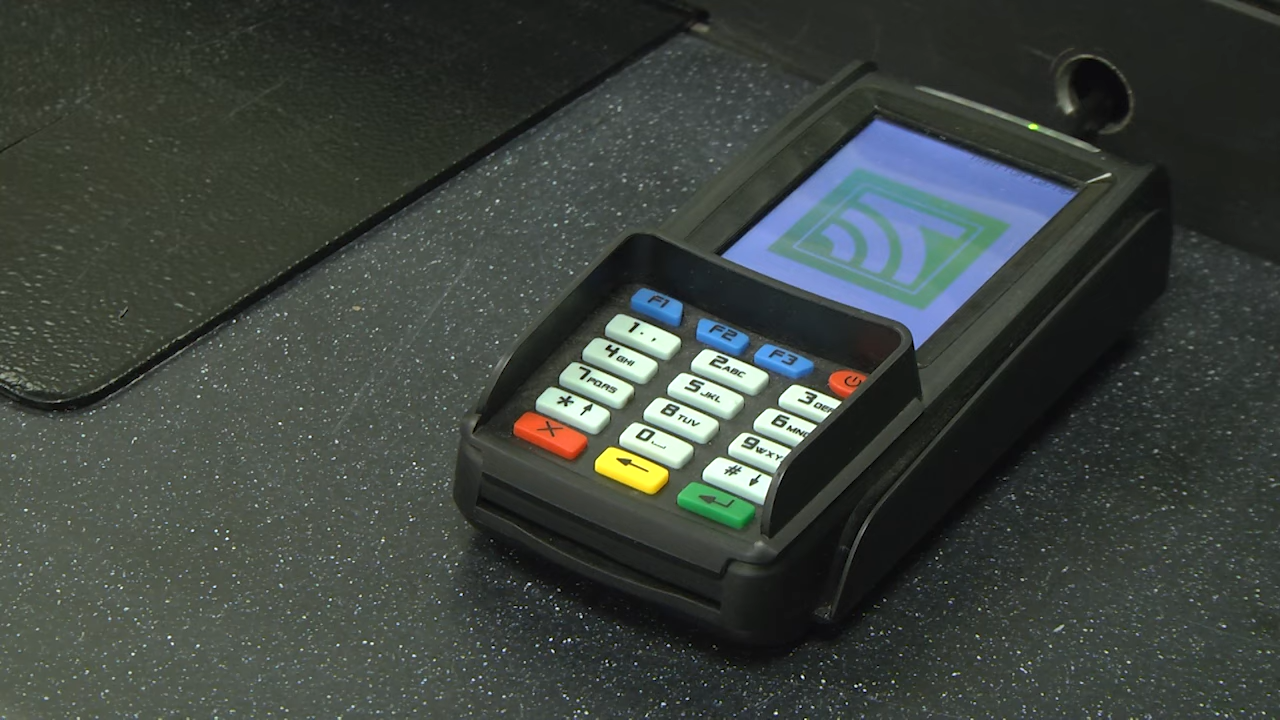 F1 F2 F3
1., 2ABC 3DEF
4GHI 5JKL 6MNO
7PQRS 8TUV 9WXY
* 0 #